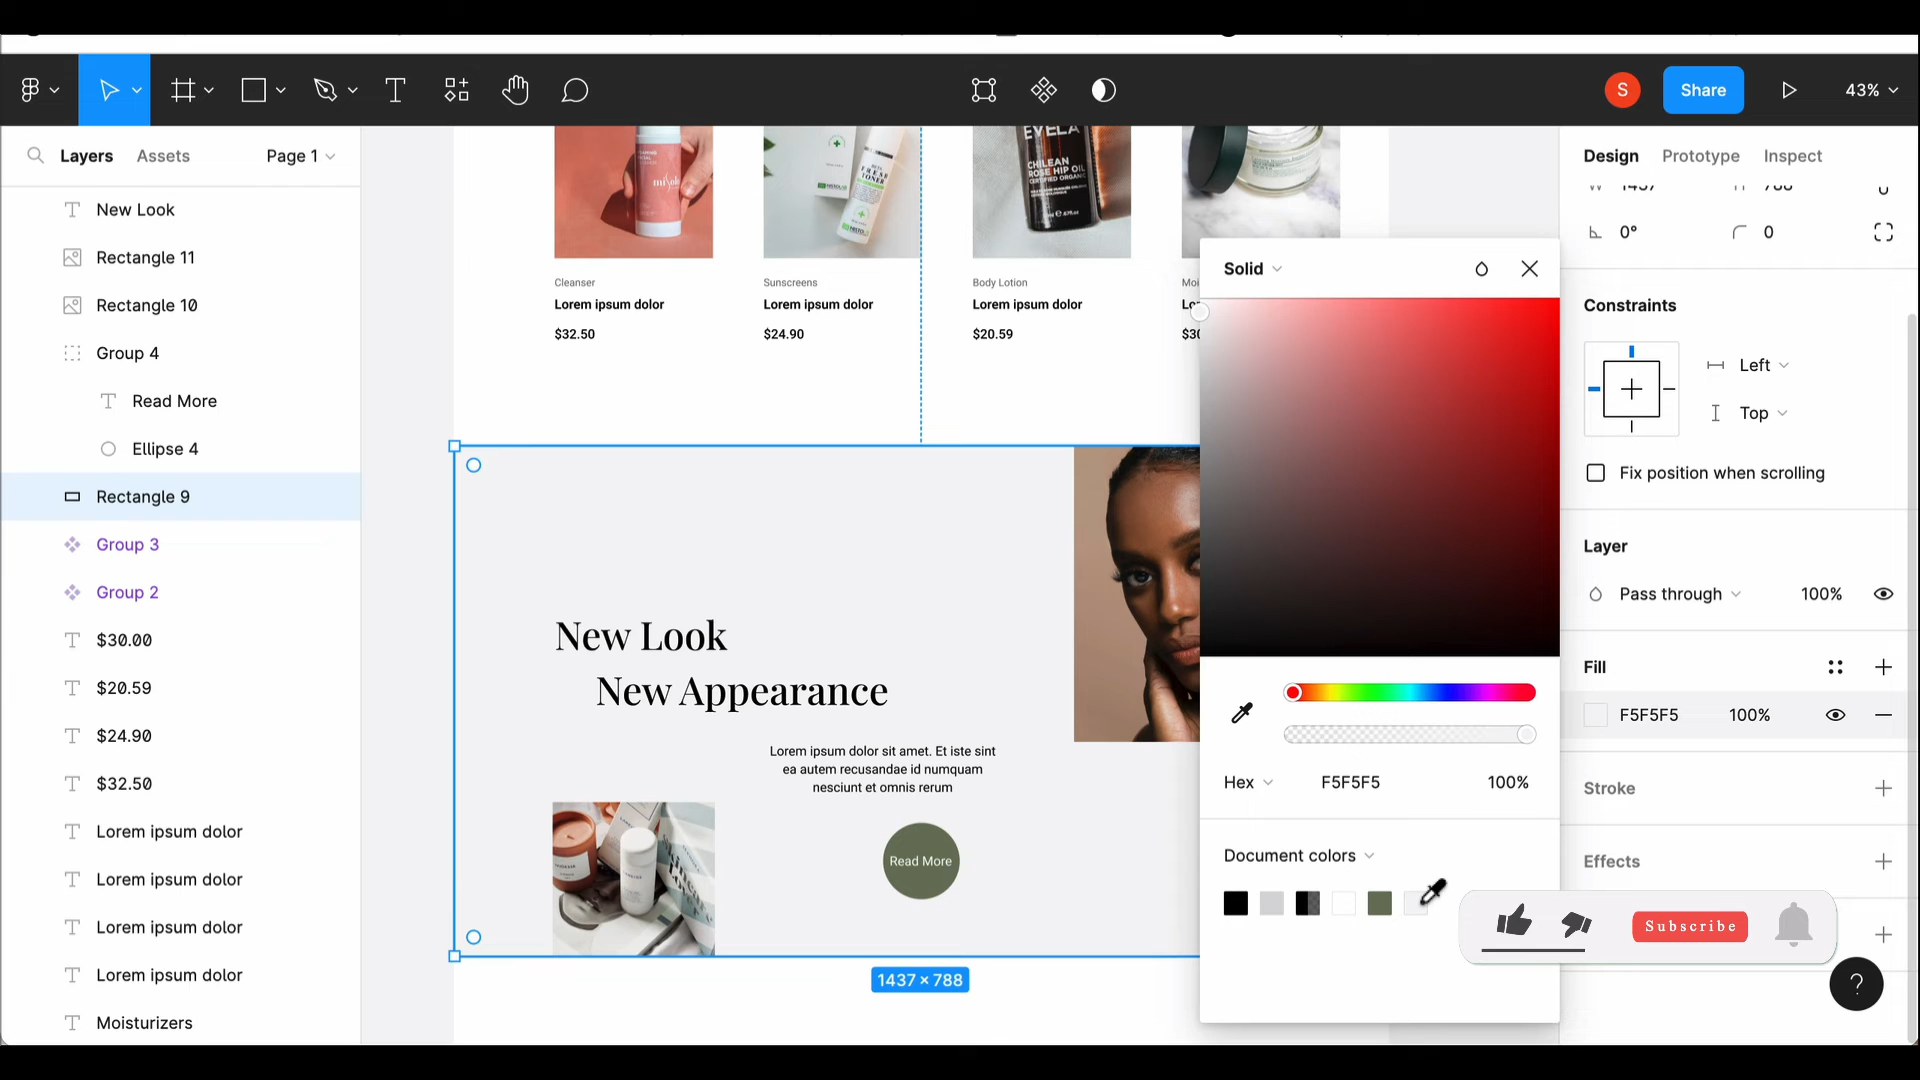 Share
43%
Layers
Assets
Page 1
New Look
Rectangle 11
Rectangle 10
Group 4
Read More
Ellipse 4
Rectangle 9
Group 3
Group 2
$30.00
$20.59
$24.90
$32.50
Lorem ipsum dolor
Lorem ipsum dolor
Lorem ipsum dolor
Lorem ipsum dolor
Moisturizers
CHILEAN
ROSE HIP OIL
CERTIFIED ORGANIC
Cleanser
Lorem ipsum dolor
$32.50
Sunscreens
Lorem ipsum dolor
$24.90
Body Lotion
Lorem ipsum dolor
$20.59
New Look
New Appearance
Lorem ipsum dolor sit amet. Et iste sint
ea autem recusandae id numquam
nesciunt et omnis rerum
Read More
1437 × 788
Solid
Hex
F5F5F5
100%
Document colors
Design
Prototype
Inspect
0°
0
Constraints
Left
Top
Fix position when scrolling
Layer
Pass through
100%
Fill
F5F5F5
100%
Stroke
Effects
Subscribe
S
?